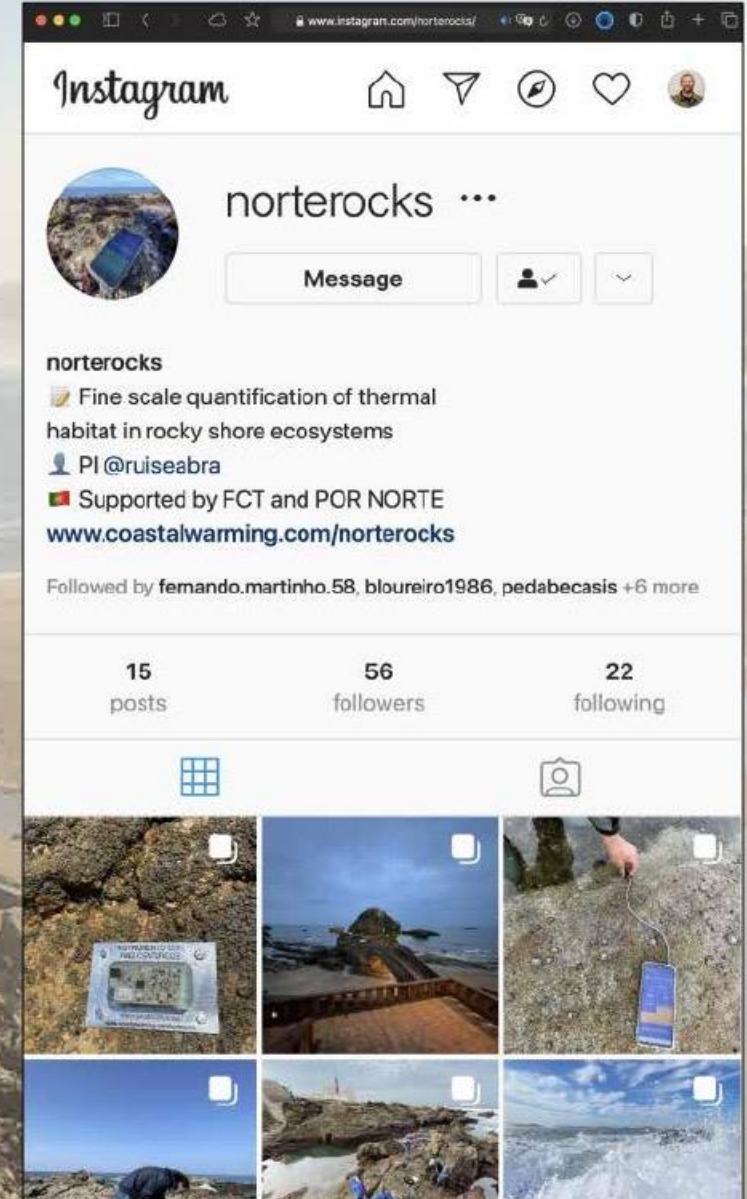 www.instagram.com/norterocks/
Instagram
norterocks
Message
norterocks
Fine scale quantification of thermal
habitat in rocky shore ecosystems
PI @ruiseabra
Supported by FCT and POR NORTE
www.coastalwarming.com/norterocks
Followed by fernando.martinho.58, bloureiro1986, pedabecasis +6 more
15 56 22
posts followers following